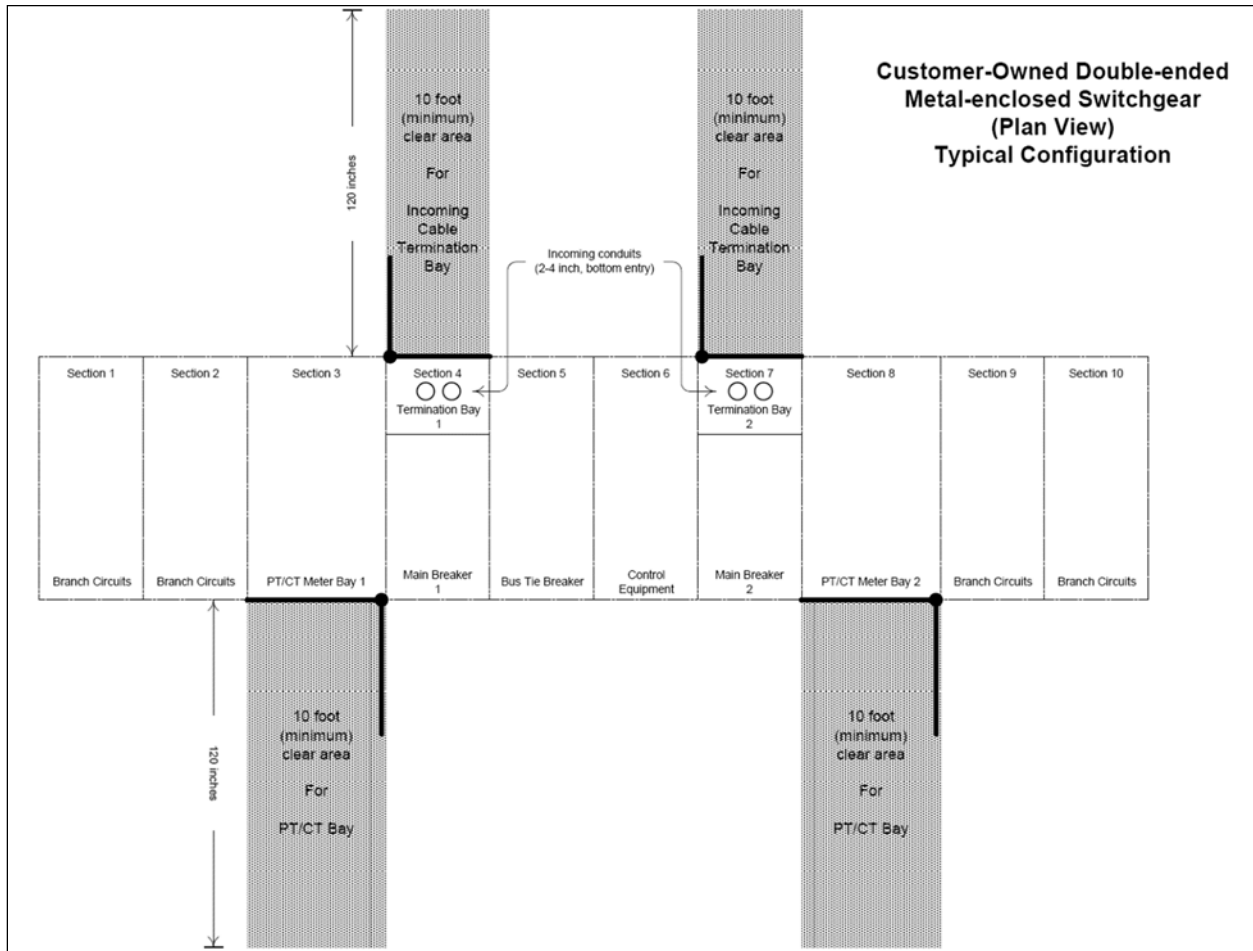 Customer-Owned Double-ended
Metal-enclosed Switchgear
(Plan View)
Typical Configuration
120 inches
10 foot
(minimum)
clear area
For
Incoming
Cable
Termination
Bay
10 foot
(minimum)
clear area
For
Incoming
Cable
Termination
Bay
Incoming conduits
(2-4 inch, bottom entry)
Section 1
Section 2
Section 3
Section 4
Section 5
Section 6
Section 7
Section 8
Section 9
Section 10
Termination Bay
1
Termination Bay
2
Branch Circuits
Branch Circuits
PT/CT Meter Bay 1
Main Breaker
1
Bus Tie Breaker
Control
Equipment
Main Breaker
2
PT/CT Meter Bay 2
Branch Circuits
Branch Circuits
120 inches
10 foot
(minimum)
clear area
For
PT/CT Bay
10 foot
(minimum)
clear area
For
PT/CT Bay